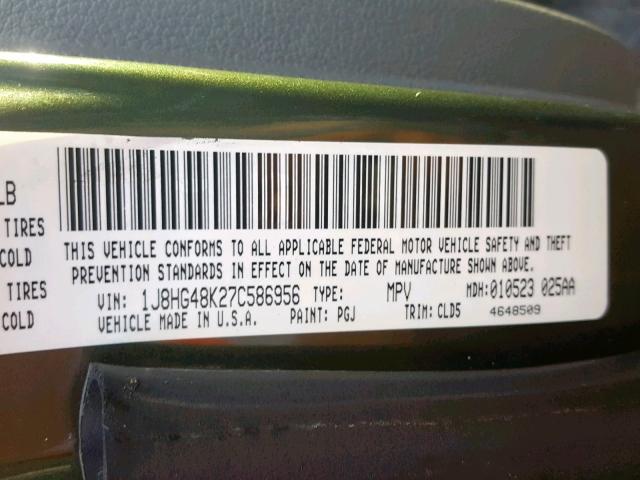 LB
TIRES
COLD
TIRES
COLD
THIS VEHICLE CONFORMS TO ALL APPLICABLE FEDERAL MOTOR VEHICLE SAFETY AND THEFT
PREVENTION STANDARDS IN EFFECT ON THE DATE OF MANUFACTURE SHOWN ABOVE.
VIN: 1J8HG48K27C586956 TYPE: MPV MDH: 010523 025AA
VEHICLE MADE IN U.S.A. PAINT: PGJ TRIM: CLD5 4648509